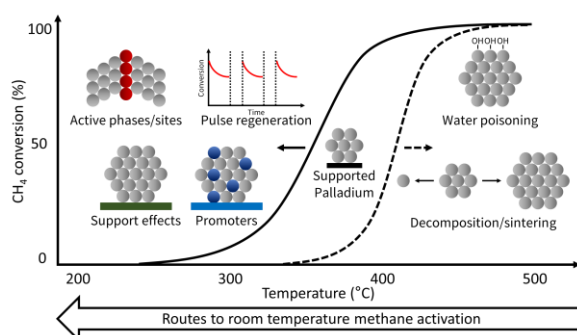 100
CH4 conversion (%)
50
0
Conversion
Time
Active phases/sites
Pulse regeneration
OHOHOH
Water poisoning
Support effects
Promoters
Supported
Palladium
Decomposition/sintering
200
300
400
500
Temperature (°C)
Routes to room temperature methane activation